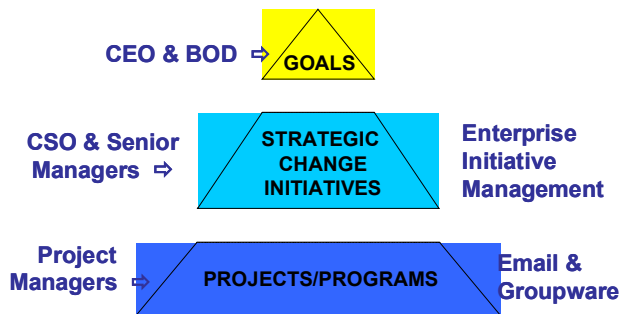 CEO & BOD ⇨
GOALS
CSO & Senior
Managers ⇨
STRATEGIC
CHANGE
INITIATIVES
Enterprise
Initiative
Management
Project
Managers ⇨
PROJECTS/PROGRAMS
Email &
Groupware